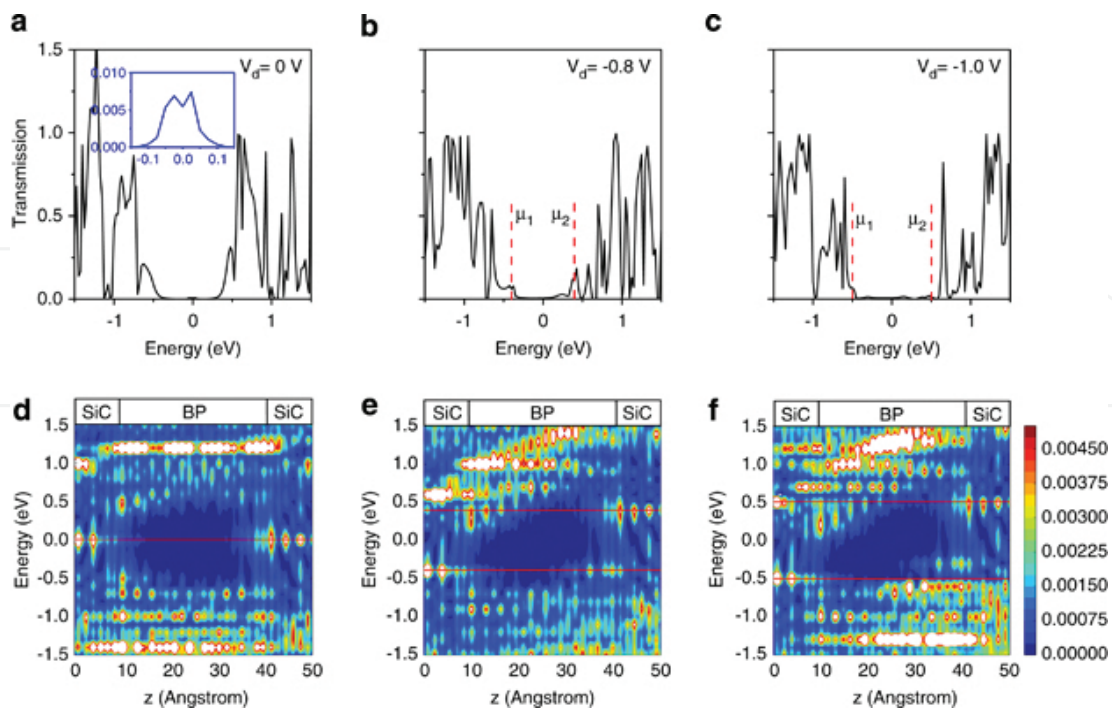 a b c
V_d= 0 V
V_d= -0.8 V
V_d= -1.0 V
1.5
1.0
0.5
0.0
Transmission
0.010
0.005
0.000
-0.1 0.0 0.1
μ_1 μ_2
μ_1 μ_2
-1 0 1
-1 0 1
-1 0 1
Energy (eV)
Energy (eV)
Energy (eV)
d e f
SiC BP SiC
SiC BP SiC
SiC BP SiC
1.5
1.0
0.5
0.0
-0.5
-1.0
-1.5
Energy (eV)
0 10 20 30 40 50
z (Angstrom)
1.5
1.0
0.5
0.0
-0.5
-1.0
-1.5
Energy (eV)
0 10 20 30 40 50
z (Angstrom)
1.5
1.0
0.5
0.0
-0.5
-1.0
-1.5
Energy (eV)
0 10 20 30 40 50
z (Angstrom)
0.00450
0.00375
0.00300
0.00225
0.00150
0.00075
0.00000